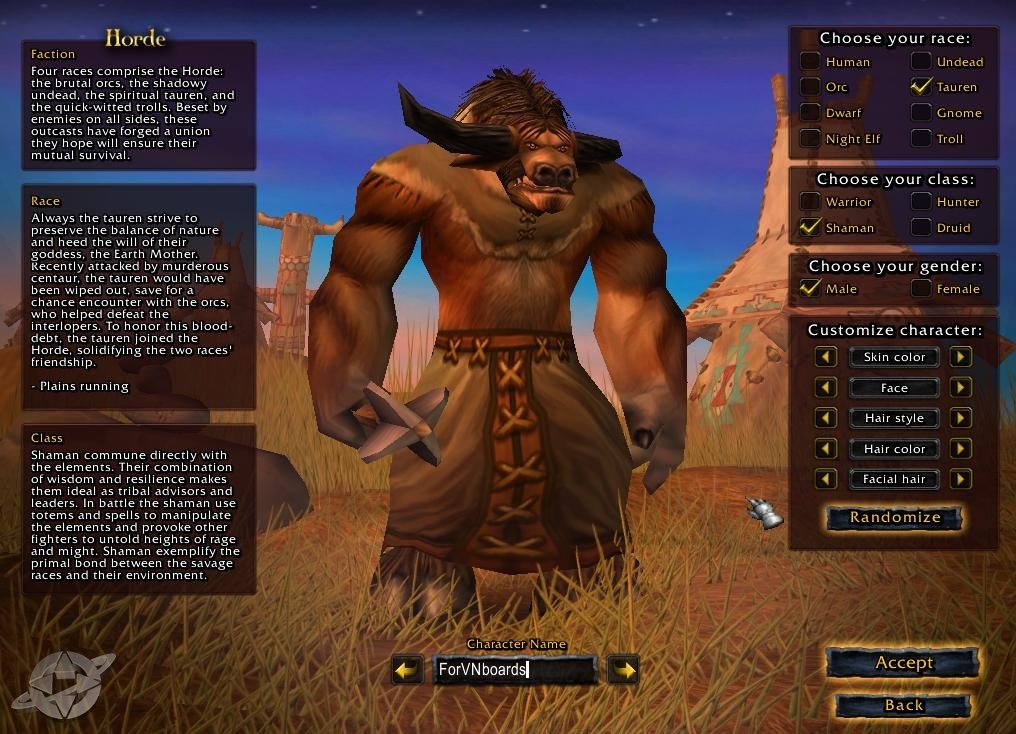 Horde
Faction
Four races comprise the Horde:
the brutal orcs, the shadowy
undead, the spiritual tauren, and
the quick-witted trolls. Beset by
enemies on all sides, these
outcasts have forged a union
they hope will ensure their
mutual survival.
Race
Always the tauren strive to
preserve the balance of nature
and heed the will of their
goddess, the Earth Mother.
Recently attacked by murderous
centaur, the tauren would have
been wiped out, save for a
chance encounter with the orcs,
who helped defeat the
interlopers. To honor this blood-
debt, the tauren joined the
Horde, solidifying the two races'
friendship.
- Plains running
Class
Shaman commune directly with
the elements. Their combination
of wisdom and resilience makes
them ideal as tribal advisors and
leaders. In battle the shaman use
totems and spells to manipulate
the elements and provoke other
fighters to untold heights of rage
and might. Shaman exemplify the
primal bond between the savage
races and their environment.
Character Name
ForVNboards
Choose your race:
Human Undead
Orc Tauren
Dwarf Gnome
Night Elf Troll
Choose your class:
Warrior Hunter
Shaman Druid
Choose your gender:
Male Female
Customize character:
Skin color
Face
Hair style
Hair color
Facial hair
Randomize
Accept
Back